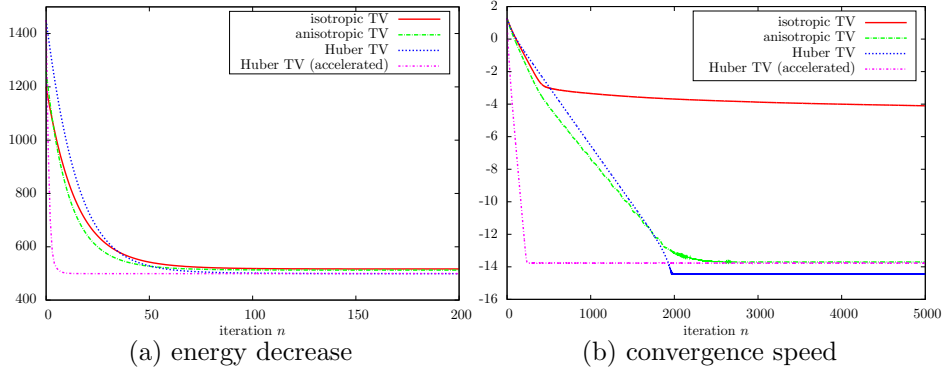 1400
1200
1000
800
600
400
0
50
100
150
200
iteration n
isotropic TV
anisotropic TV
Huber TV
Huber TV (accelerated)
(a) energy decrease
2
0
-2
-4
-6
-8
-10
-12
-14
-16
0
1000
2000
3000
4000
5000
iteration n
isotropic TV
anisotropic TV
Huber TV
Huber TV (accelerated)
(b) convergence speed